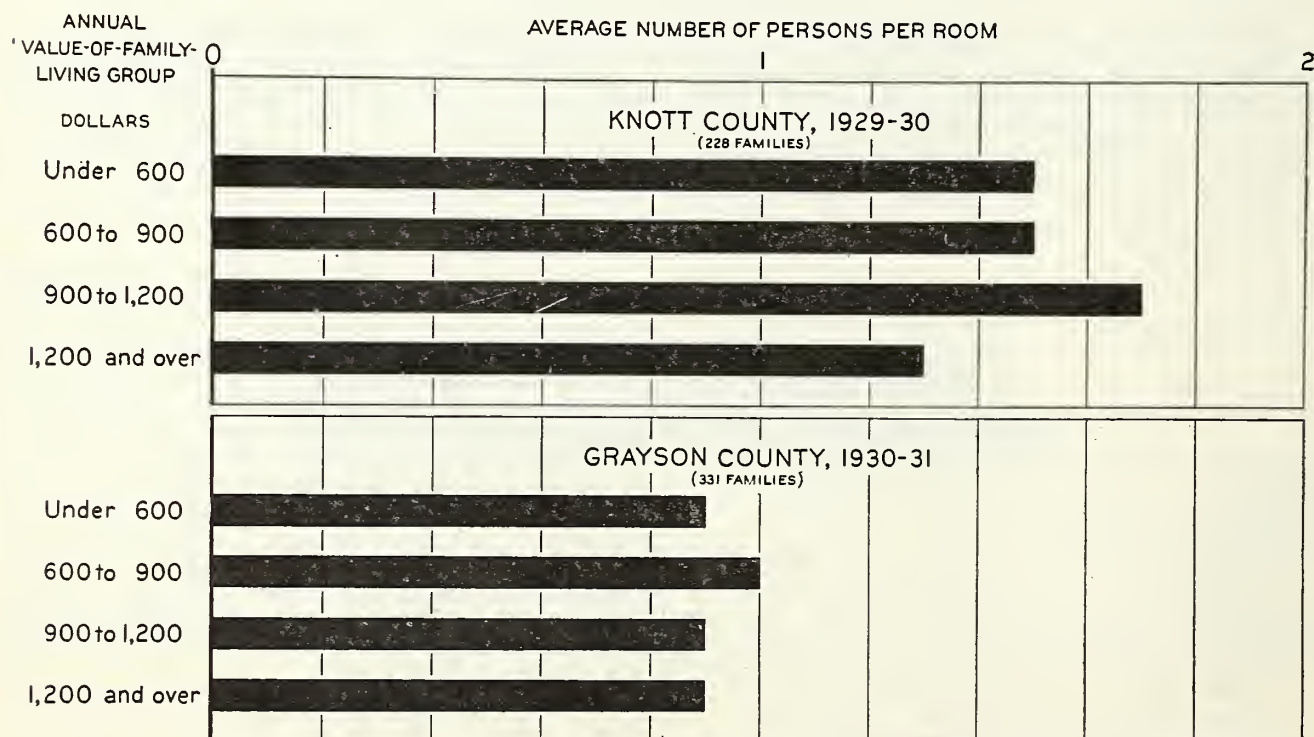 ANNUAL
VALUE-OF-FAMILY-
LIVING GROUP
DOLLARS
AVERAGE NUMBER OF PERSONS PER ROOM
0 1 2
KNOTT COUNTY, 1929-30
(228 FAMILIES)
Under 600
600 to 900
900 to 1,200
1,200 and over
GRAYSON COUNTY, 1930-31
(331 FAMILIES)
Under 600
600 to 900
900 to 1,200
1,200 and over